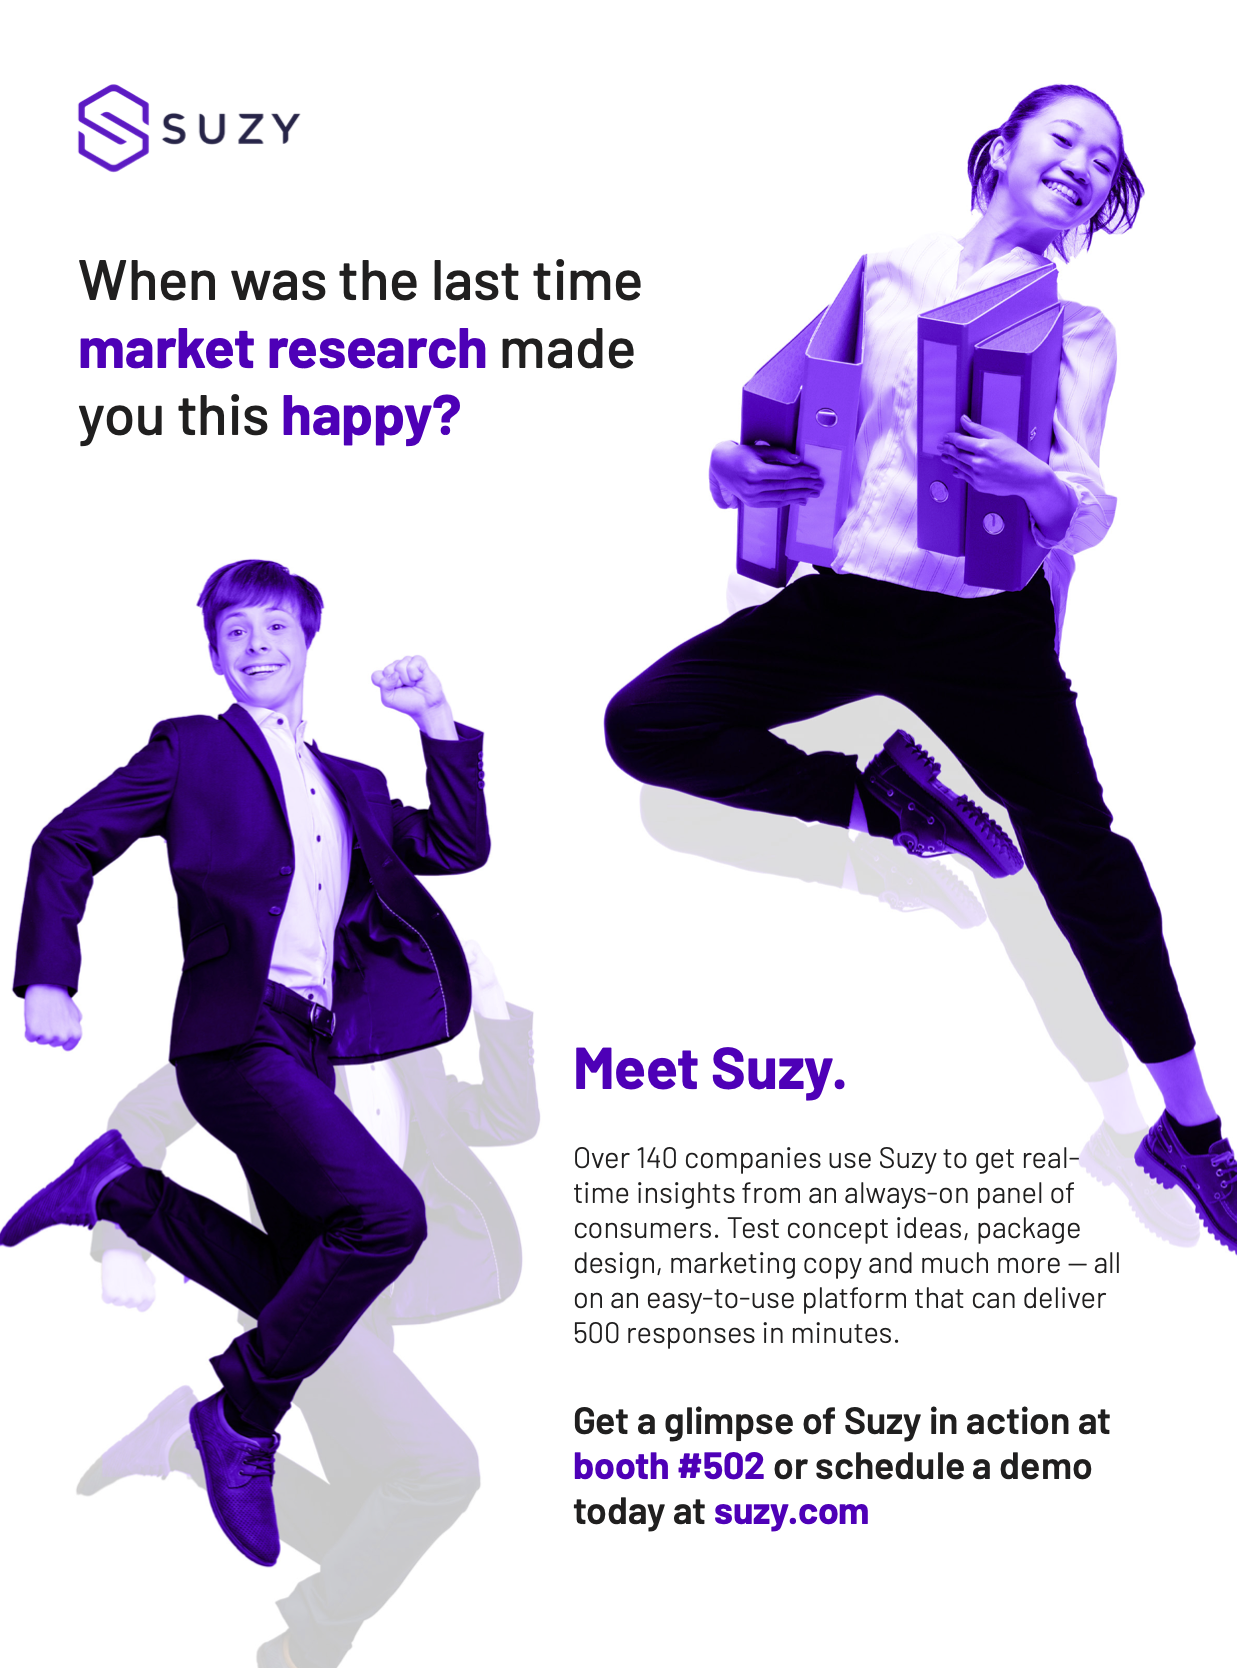 SUZY
When was the last time
market research made
you this happy?
Meet Suzy.
Over 140 companies use Suzy to get real-
time insights from an always-on panel of
consumers. Test concept ideas, package
design, marketing copy and much more — all
on an easy-to-use platform that can deliver
500 responses in minutes.
Get a glimpse of Suzy in action at
booth #502 or schedule a demo
today at suzy.com